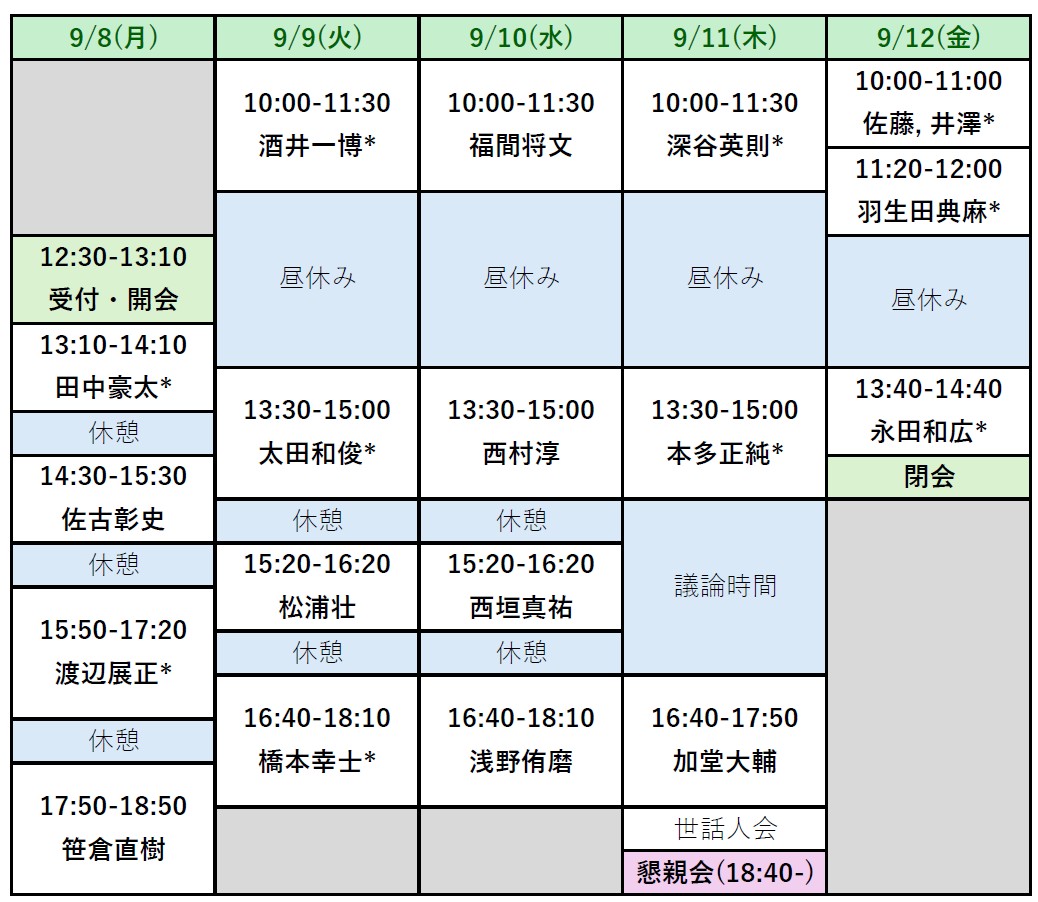 9/8(月)
12:30-13:10
受付・開会
13:10-14:10
田中豪太*
休憩
14:30-15:30
佐古彰史
休憩
15:50-17:20
渡辺展正*
休憩
17:50-18:50
笹倉直樹
9/9(火)
10:00-11:30
酒井一博*
昼休み
13:30-15:00
太田和俊*
休憩
15:20-16:20
松浦壮
休憩
16:40-18:10
橋本幸士*
9/10(水)
10:00-11:30
福間将文
昼休み
13:30-15:00
西村淳
休憩
15:20-16:20
西垣真祐
休憩
16:40-18:10
浅野侑磨
9/11(木)
10:00-11:30
深谷英則*
昼休み
13:30-15:00
本多正純*
議論時間
16:40-17:50
加堂大輔
世話人会
懇親会(18:40-)
9/12(金)
10:00-11:00
佐藤, 井澤*
11:20-12:00
羽生田典麻*
昼休み
13:40-14:40
永田和広*
閉会